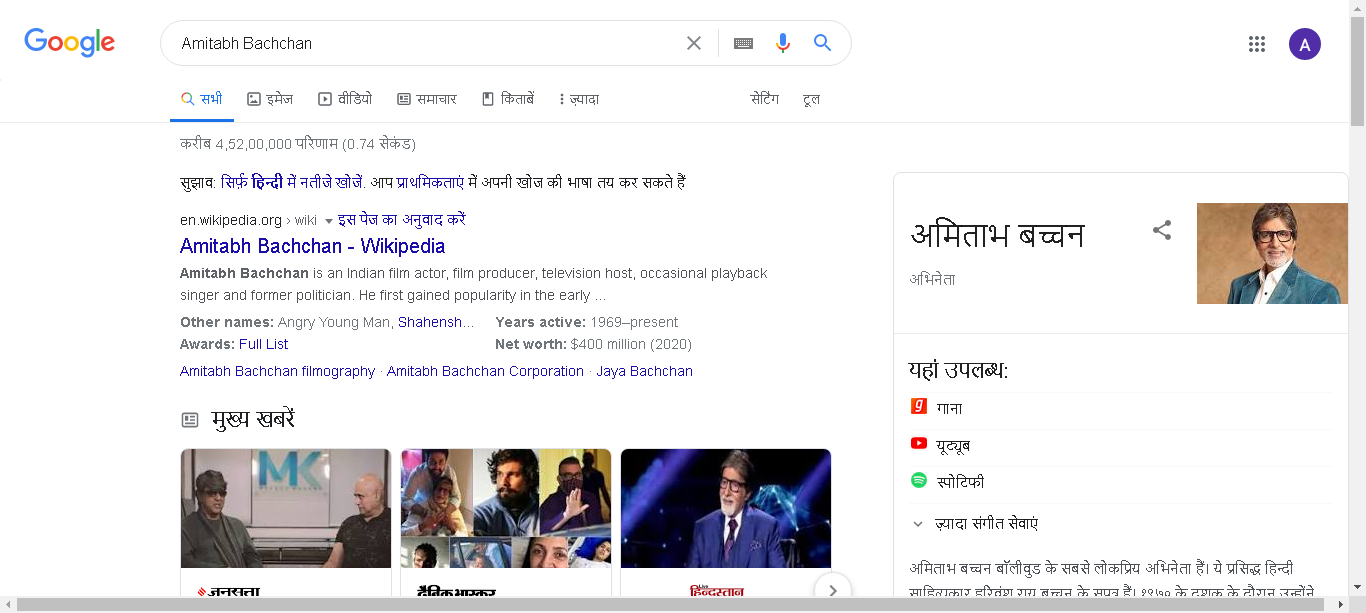 Google
Amitabh Bachchan
A
सभी इमेज वीडियो समाचार किताबें ज़्यादा सेटिंग टूल
करीब 4,52,00,000 परिणाम (0.74 सेकंड)
सुझाव: सिर्फ़ हिन्दी में नतीजे खोजें. आप प्राथमिकताएं में अपनी खोज की भाषा तय कर सकते हैं
en.wikipedia.org › wiki इस पेज का अनुवाद करें
Amitabh Bachchan - Wikipedia
Amitabh Bachchan is an Indian film actor, film producer, television host, occasional playback
singer and former politician. He first gained popularity in the early ...
Other names: Angry Young Man, Shahensh... Years active: 1969–present
Awards: Full List Net worth: $400 million (2020)
Amitabh Bachchan filmography · Amitabh Bachchan Corporation · Jaya Bachchan
मुख्य खबरें
MK
जनसत्ता
दैनिक भास्कर
हिन्दुस्तान
अमिताभ बच्चन
अभिनेता
यहां उपलब्ध:
गाना
यूट्यूब
स्पोटिफी
ज़्यादा संगीत सेवाएं
अमिताभ बच्चन बॉलीवुड के सबसे लोकप्रिय अभिनेता हैं। ये प्रसिद्ध हिन्दी
साहित्यकार हरिवंश राय बच्चन के सुपुत्र हैं। १९७० के दशक के दौरान उन्होंने